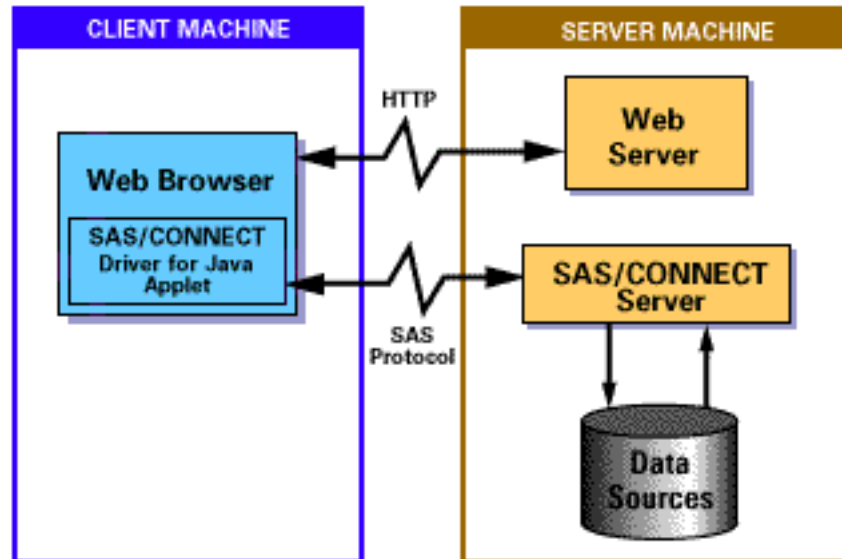 CLIENT MACHINE
SERVER MACHINE
HTTP
Web
Server
Web Browser
SAS/CONNECT
Driver for Java
Applet
SAS/CONNECT
Server
SAS
Protocol
Data
Sources